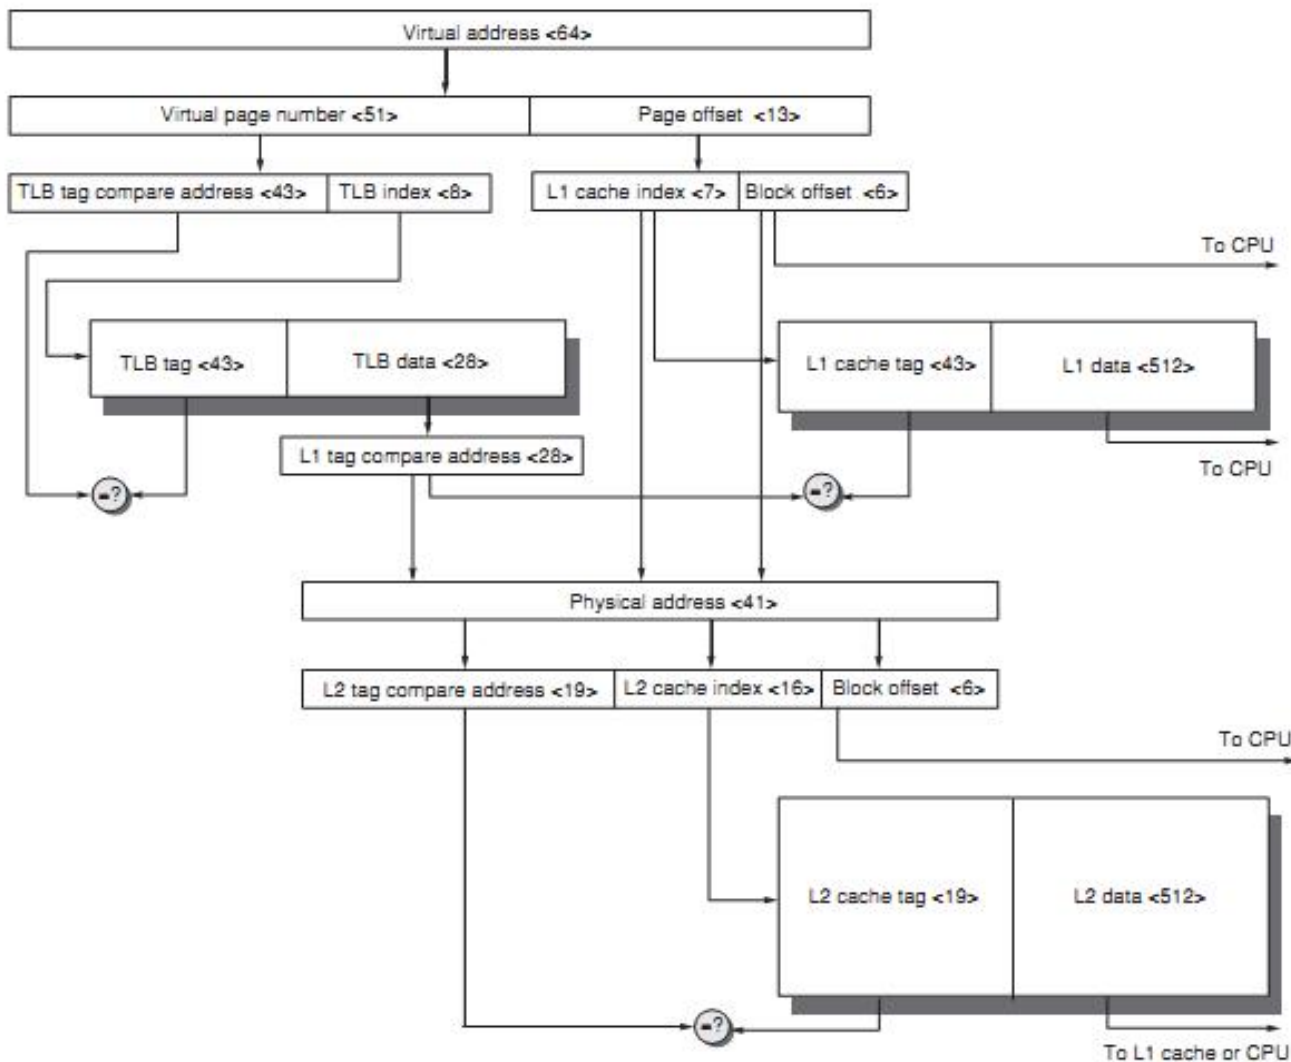 Virtual address <64>
Virtual page number <51> Page offset <13>
TLB tag compare address <43> TLB index <8> L1 cache index <7> Block offset <6>
To CPU
TLB tag <43> TLB data <28> L1 cache tag <43> L1 data <512>
L1 tag compare address <28>
To CPU
=? =?
Physical address <41>
L2 tag compare address <19> L2 cache index <16> Block offset <6>
To CPU
L2 cache tag <19> L2 data <512>
=?
To L1 cache or CPU